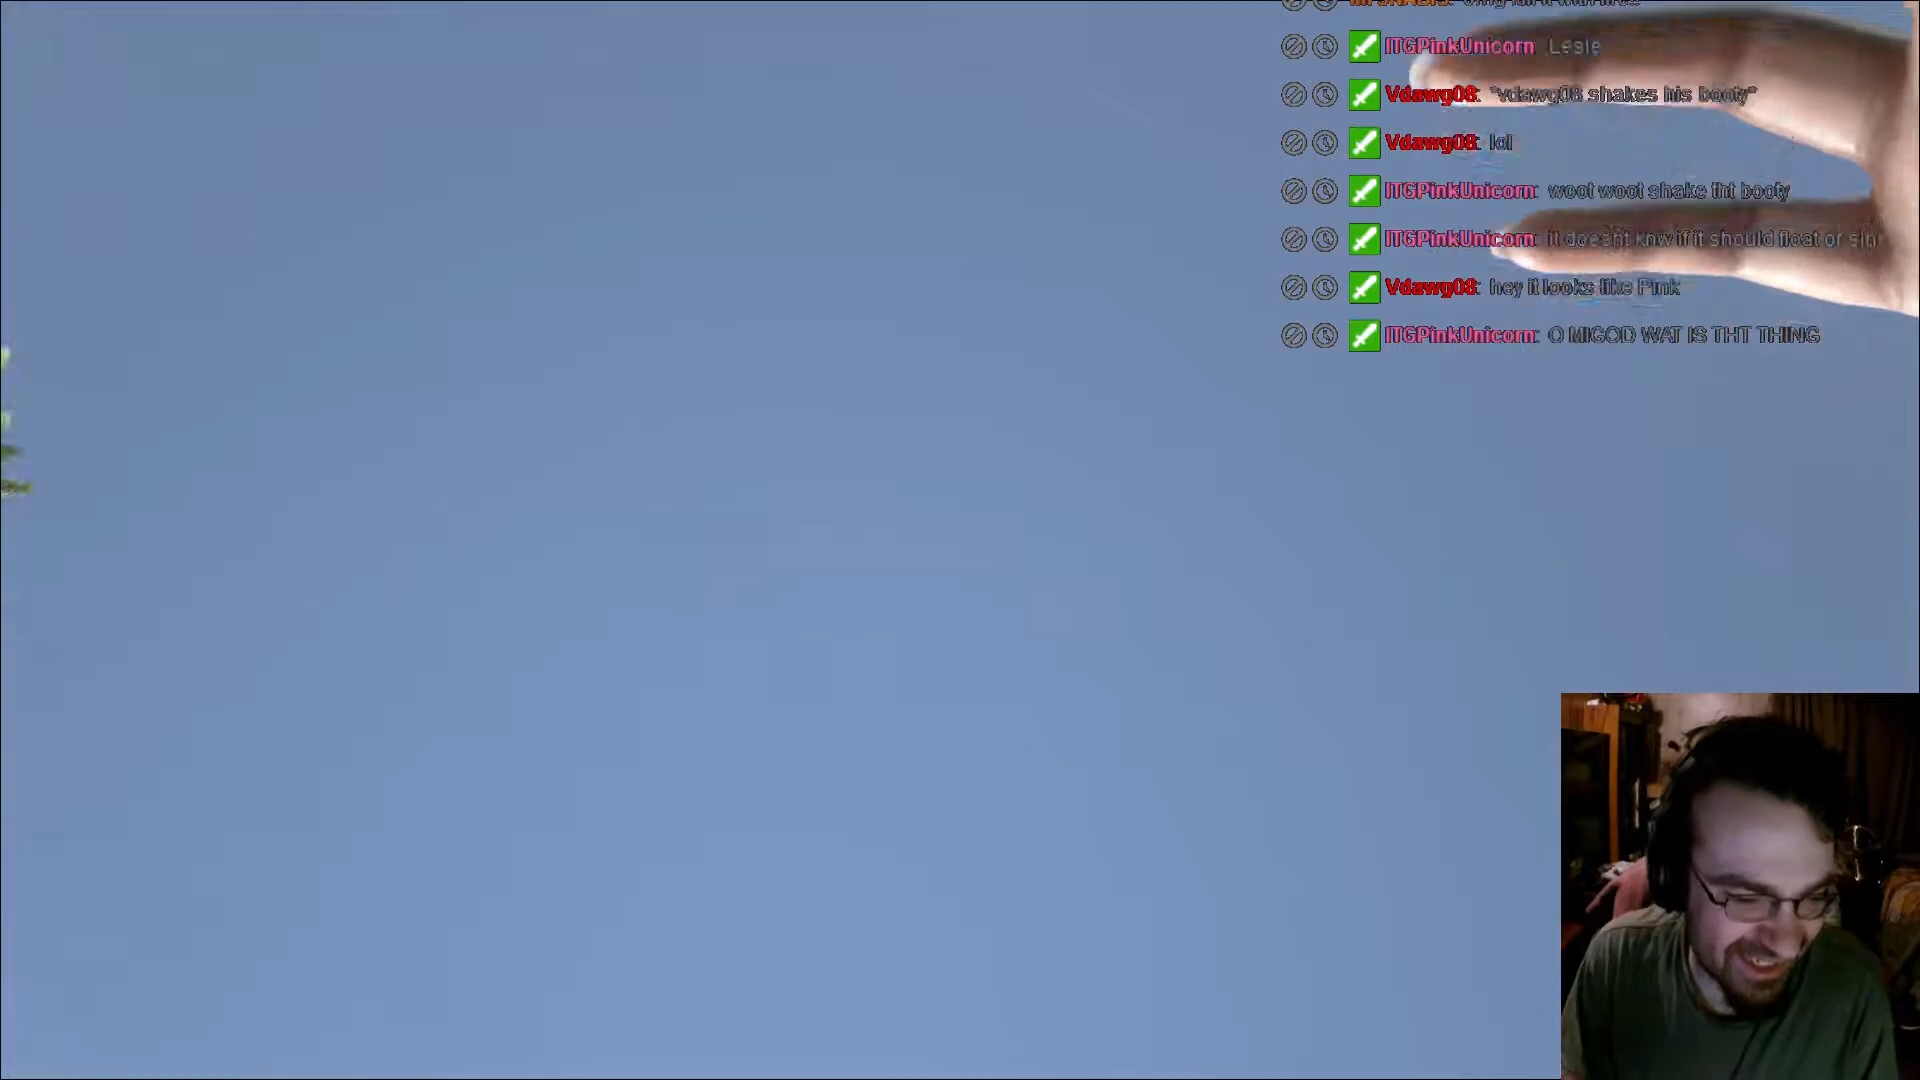 ITGPinkUnicorn: Lesle
Vdawg08: *vdawg08 shakes his booty*
Vdawg08: lol
ITGPinkUnicorn: woot woot shake tht booty
ITGPinkUnicorn: it doesnt knw if it should float or
Vdawg08: hey it looks like Pink
ITGPinkUnicorn: O MIGOD WAT IS THT THING